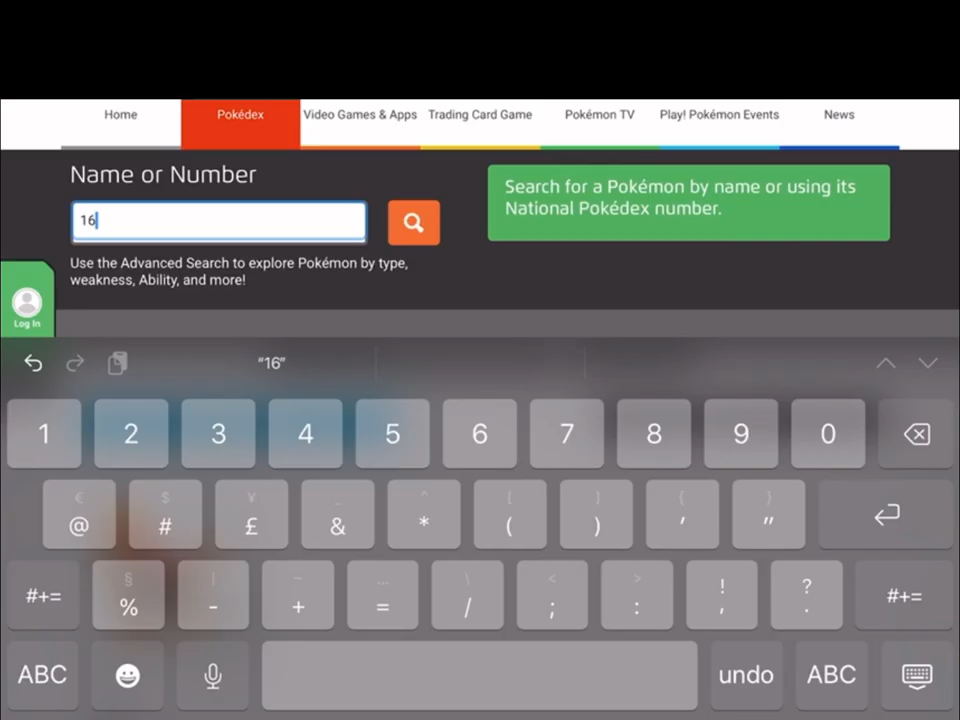 Home Pokédex Video Games & Apps Trading Card Game Pokémon TV Play! Pokémon Events News
Name or Number
16
Use the Advanced Search to explore Pokémon by type,
weakness, Ability, and more!
Search for a Pokémon by name or using its
National Pokédex number.
Log In
"16"
1 2 3 4 5 6 7 8 9 0
€ $ ¥ _ ^ [ ] { }
@ # £ & * ( ) ' "
§ | ~ … \ < > ! ?
#+= % - + = / ; : , . #+=
ABC undo ABC